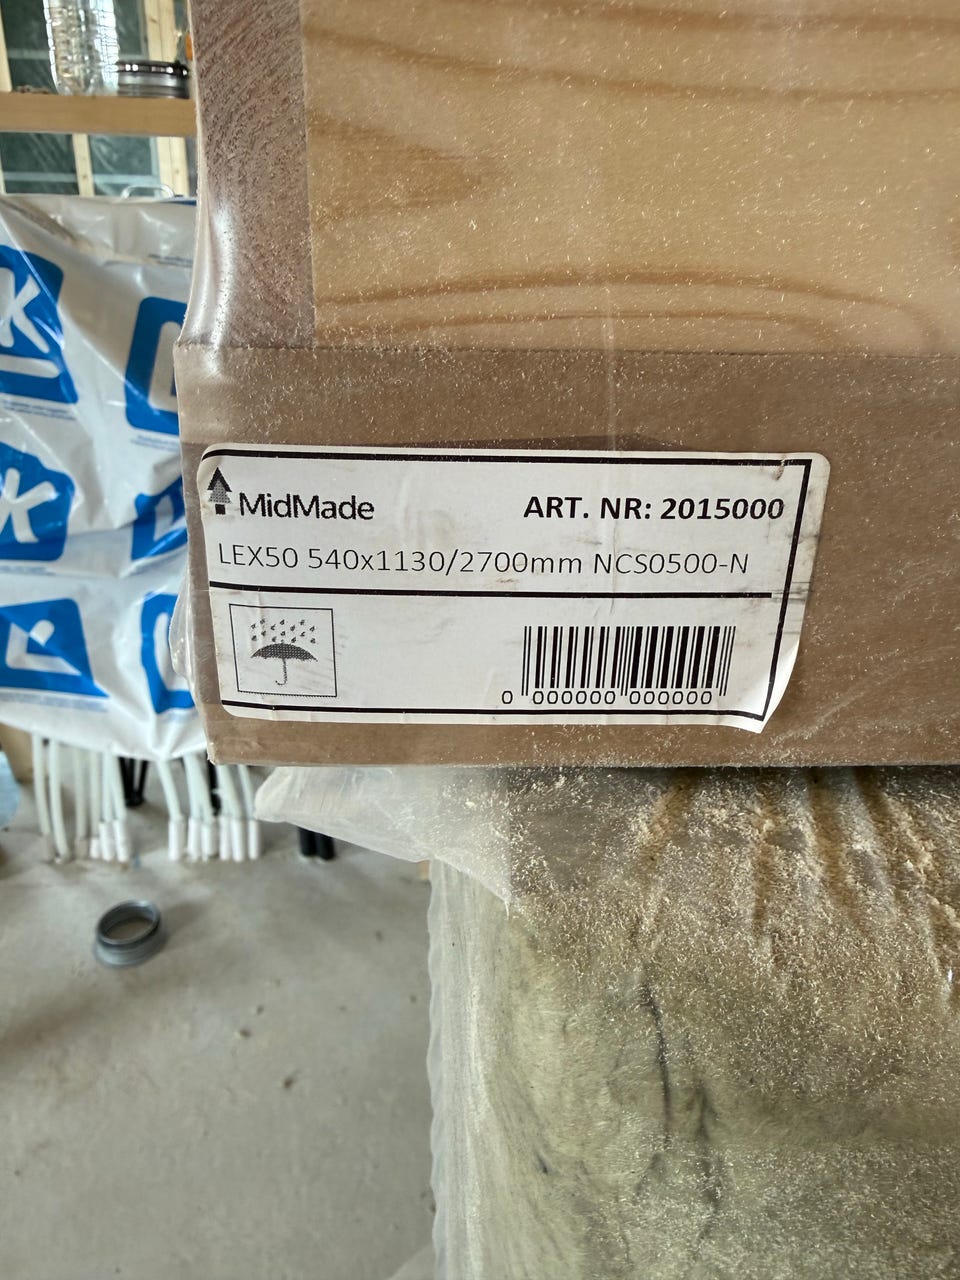 MidMade
ART. NR: 2015000
LEX50 540x1130/2700mm NCS0500-N
0 000000 000000
K
K